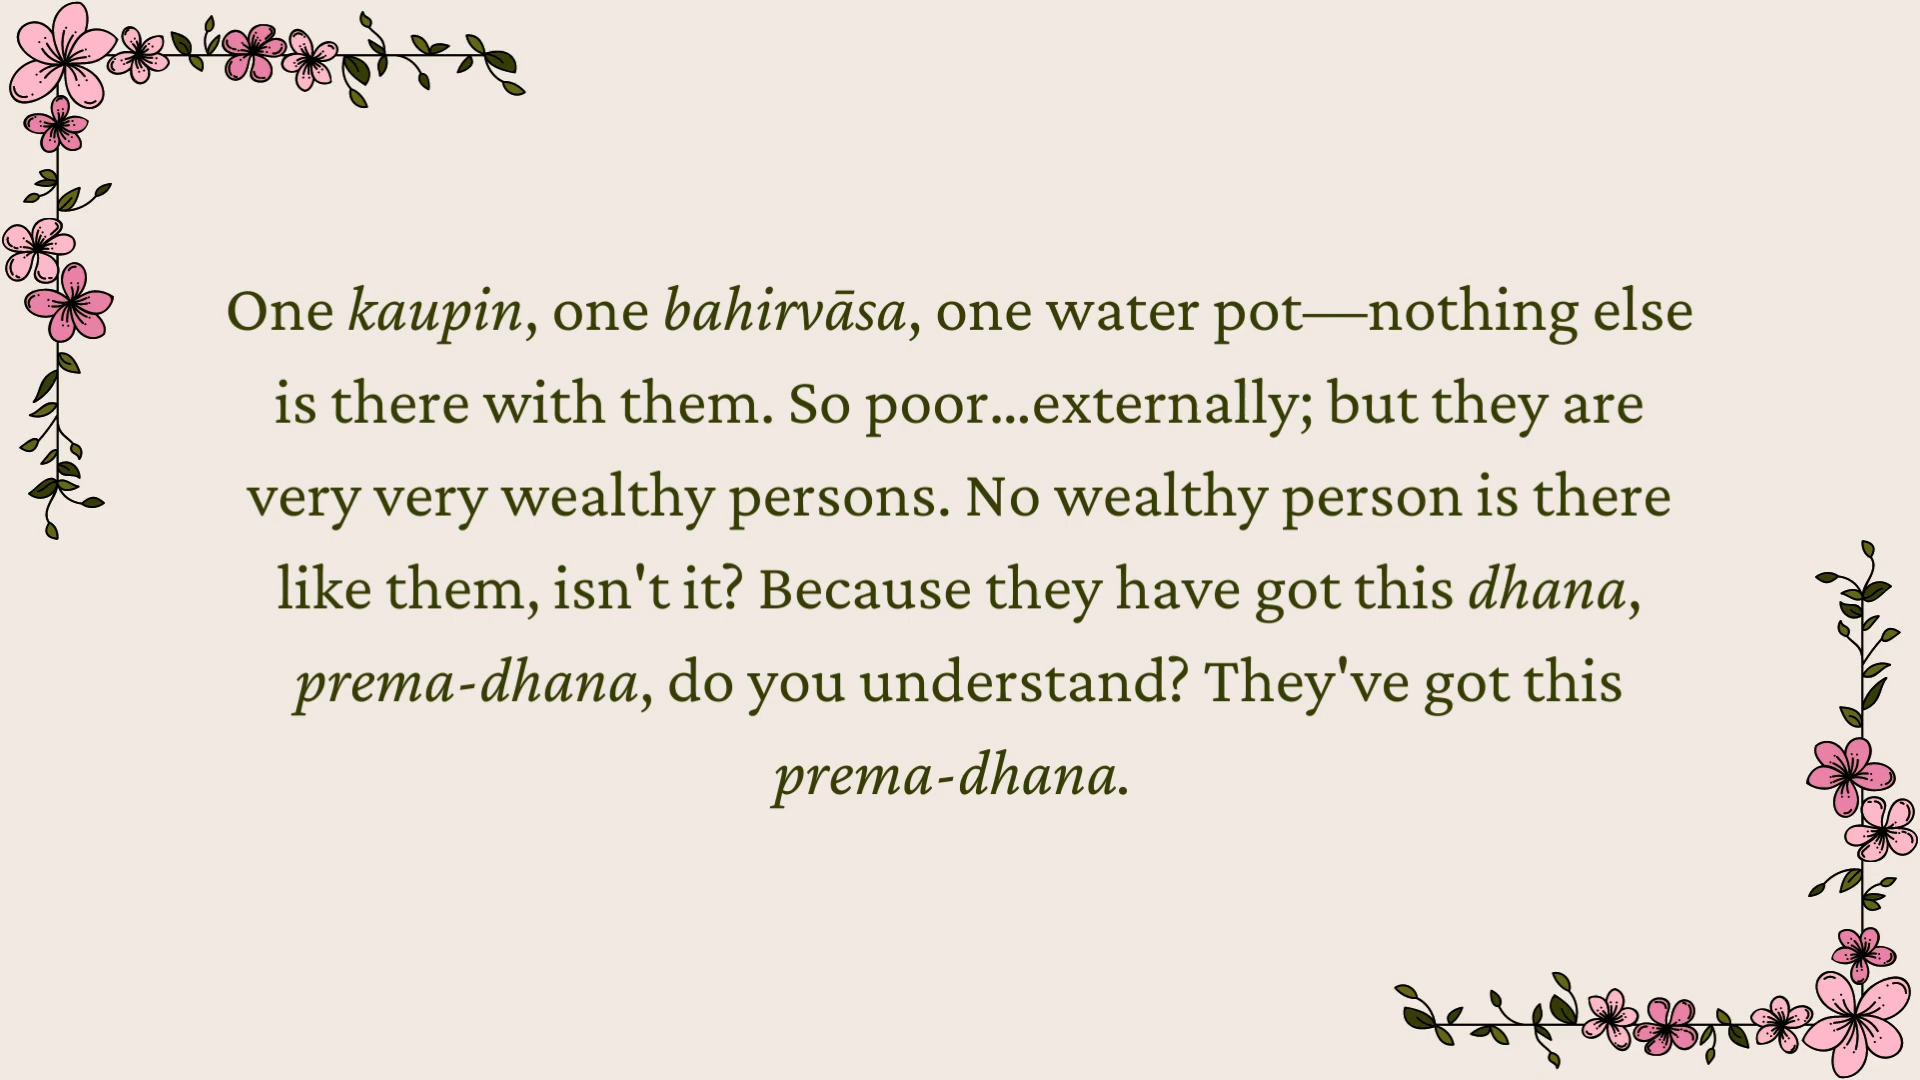 One kaupin, one bahirvāsa, one water pot—nothing else
is there with them. So poor...externally; but they are
very very wealthy persons. No wealthy person is there
like them, isn't it? Because they have got this dhana,
prema-dhana, do you understand? They've got this
prema-dhana.